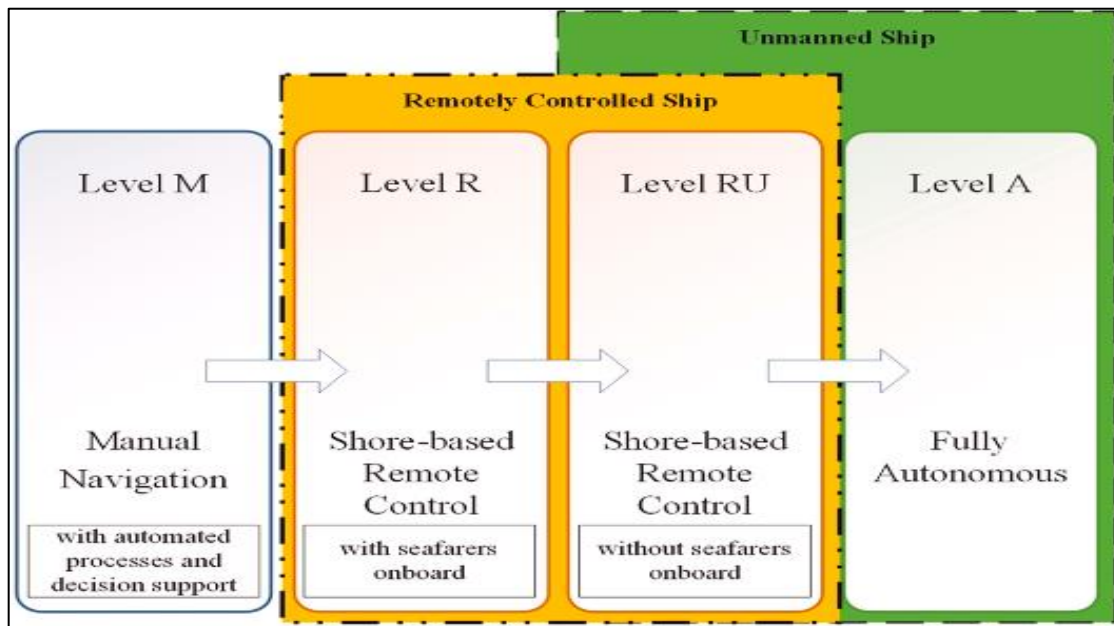 Unmanned Ship
Remotely Controlled Ship
Level M
Manual
Navigation
with automated
processes and
decision support
Level R
Shore-based
Remote
Control
with seafarers
onboard
Level RU
Shore-based
Remote
Control
without seafarers
onboard
Level A
Fully
Autonomous